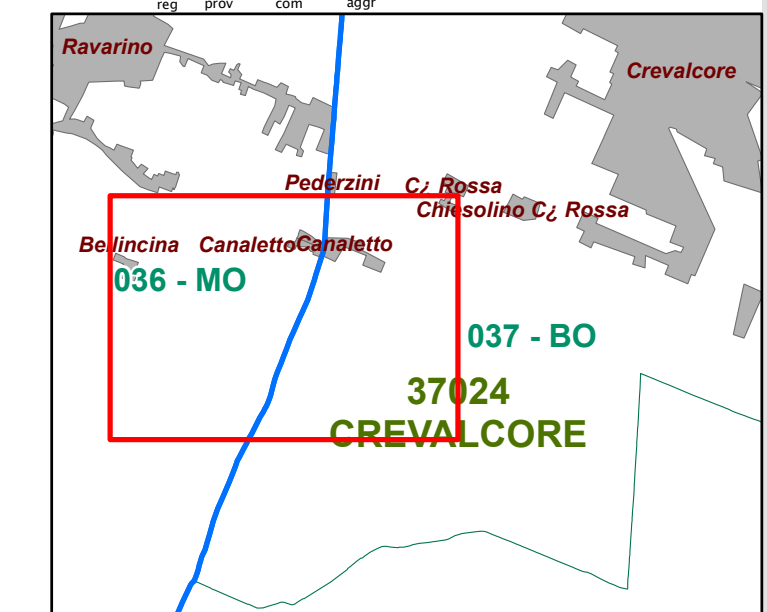 reg prov com aggr
Ravarino
Crevalcore
Pederzini
C¿ Rossa
Chiesolino C¿ Rossa
Bellincina
Canaletto
Canaletto
036 - MO
037 - BO
37024
CREVALCORE